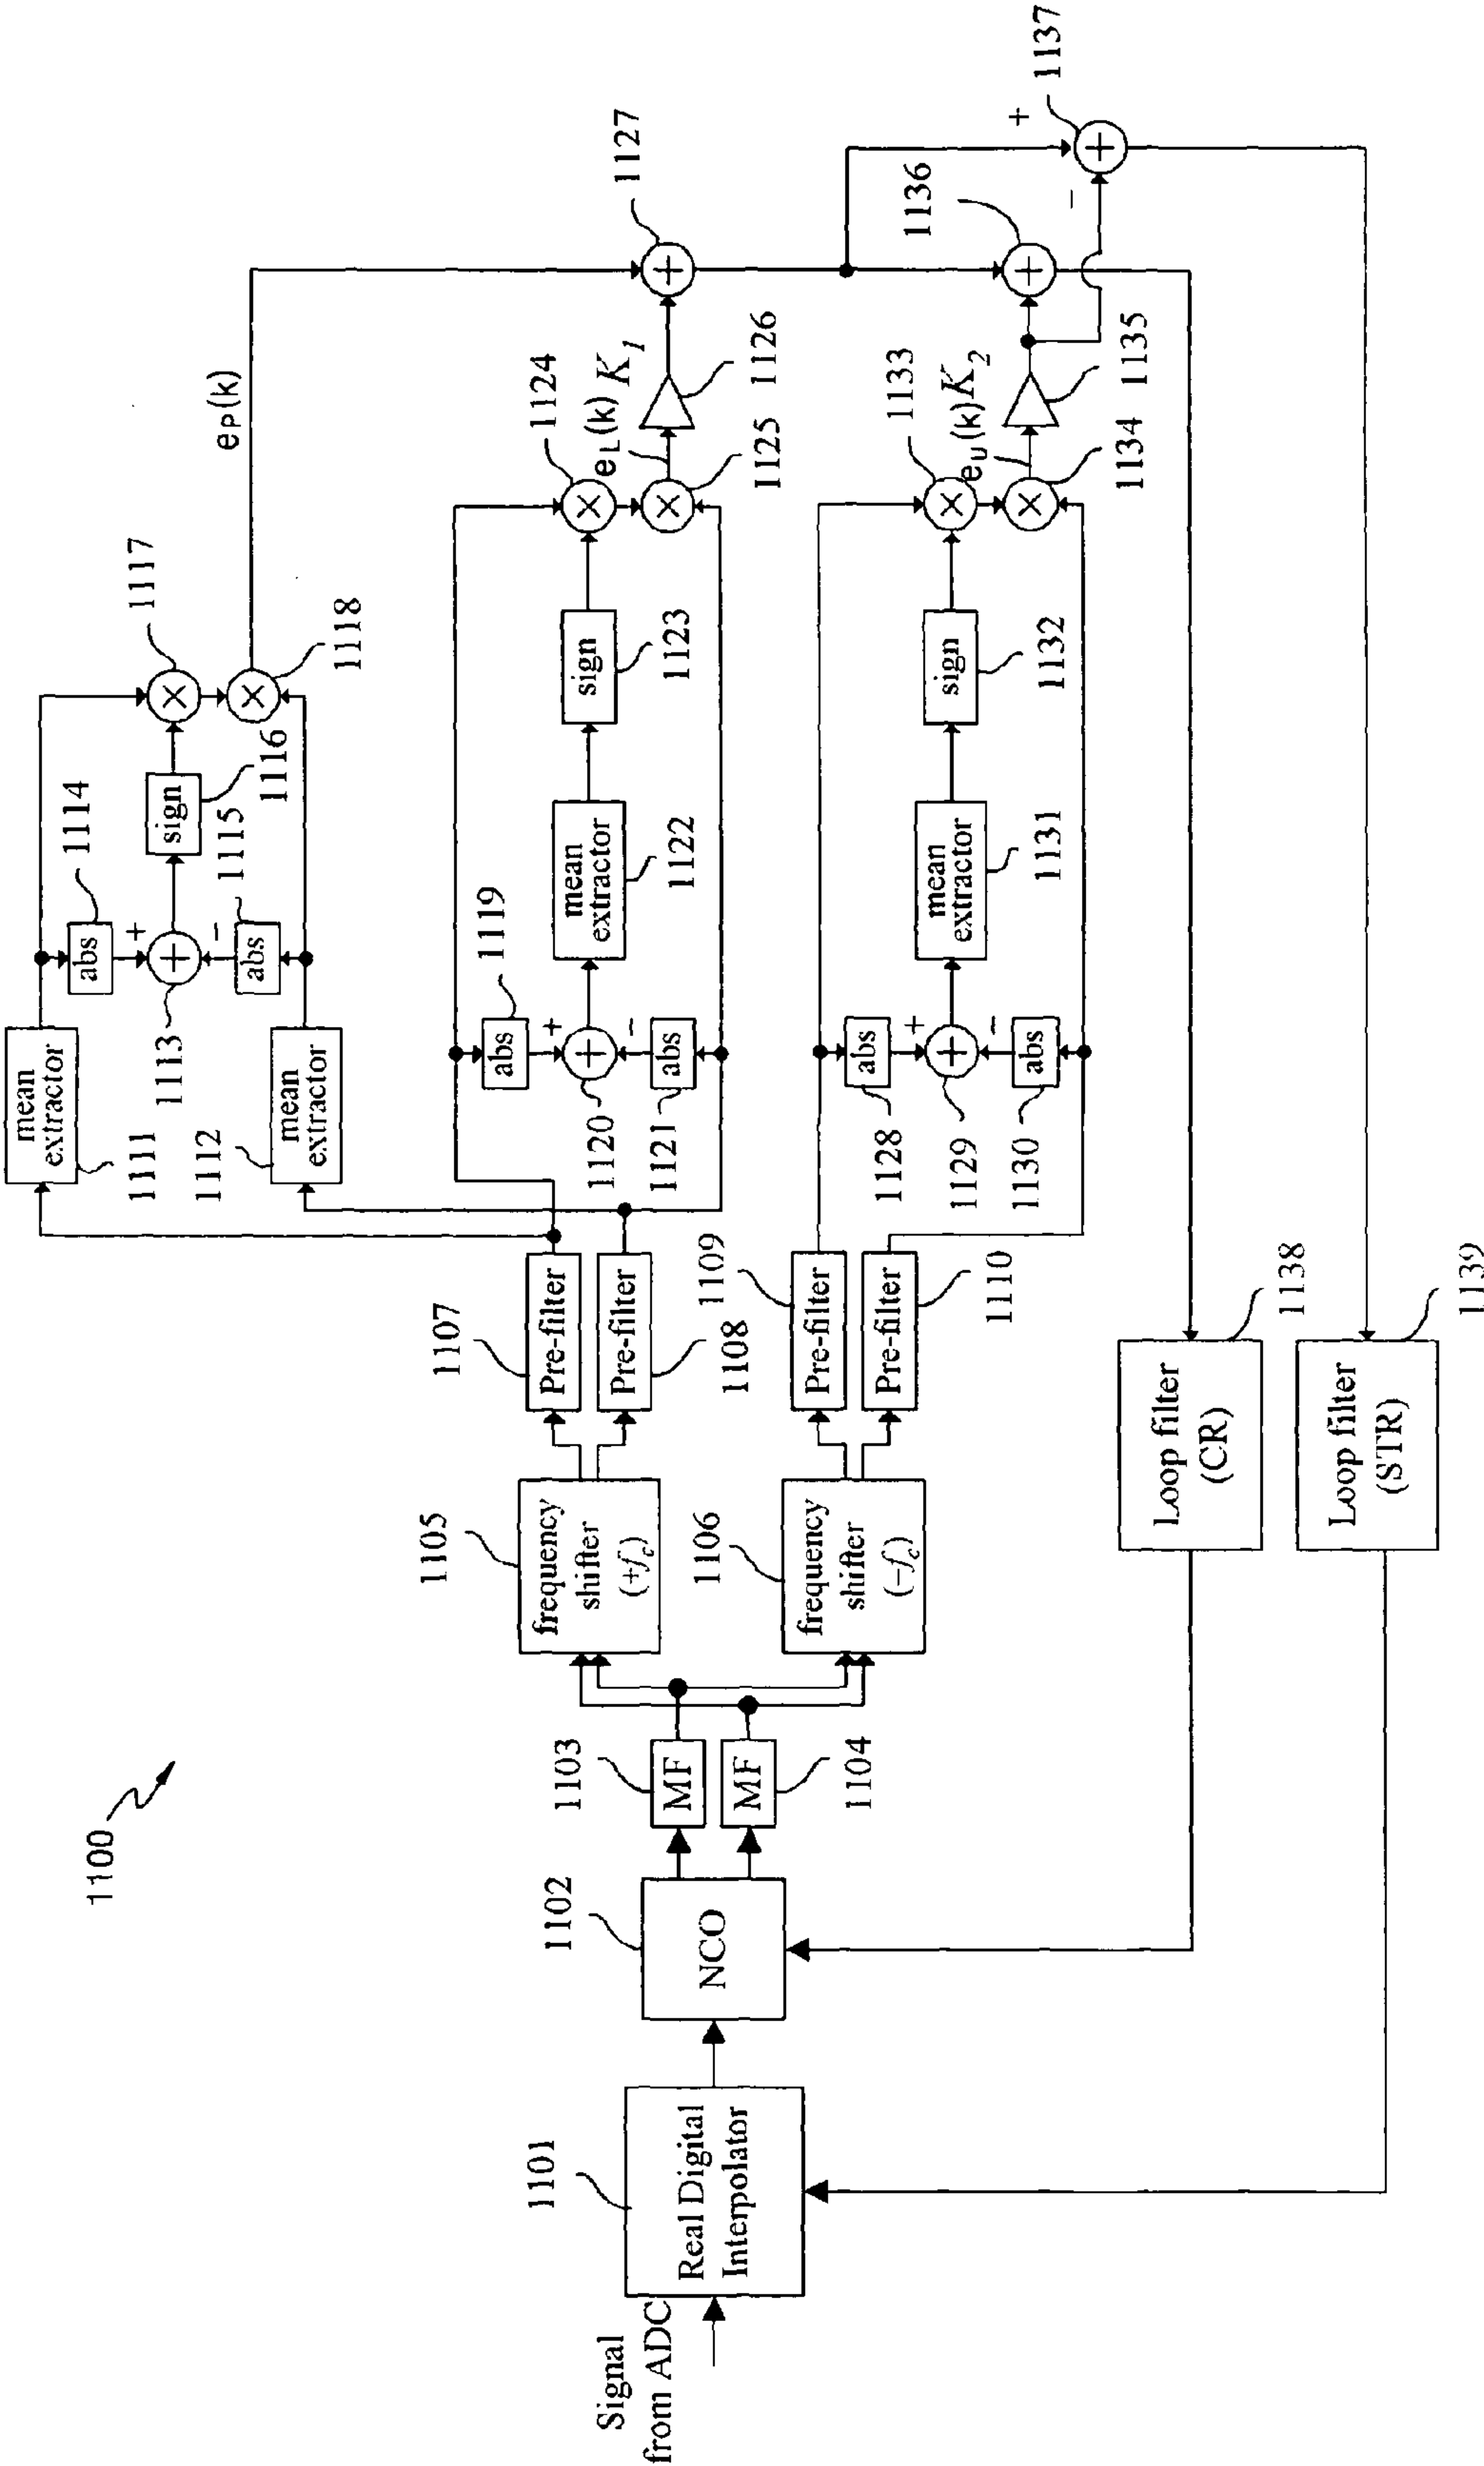 1100
Signal
from ADC
Real Digital
Interpolator
1101
NCO
1102
MF
1103
MF
1104
frequency
shifter
(+fc)
1105
frequency
shifter
(−fc)
1106
Pre-filter
1107
Pre-filter
1108
Pre-filter
1109
Pre-filter
1110
mean
extractor
1111
mean
extractor
1112
1113
abs
1114
abs
1115
+
−
+
sign
1116
×
1117
×
1118
eP(k)
abs
1119
+
+
−
1120
abs
1121
mean
extractor
1122
sign
1123
×
1124
×
1125
eL(k)
K1
1126
+
1127
abs
1128
+
+
−
1129
abs
1130
mean
extractor
1131
sign
1132
×
1133
×
1134
eU(k)
K2
1135
+
1136
+
−
+
1137
Loop filter
(CR)
1138
Loop filter
(STR)
1139